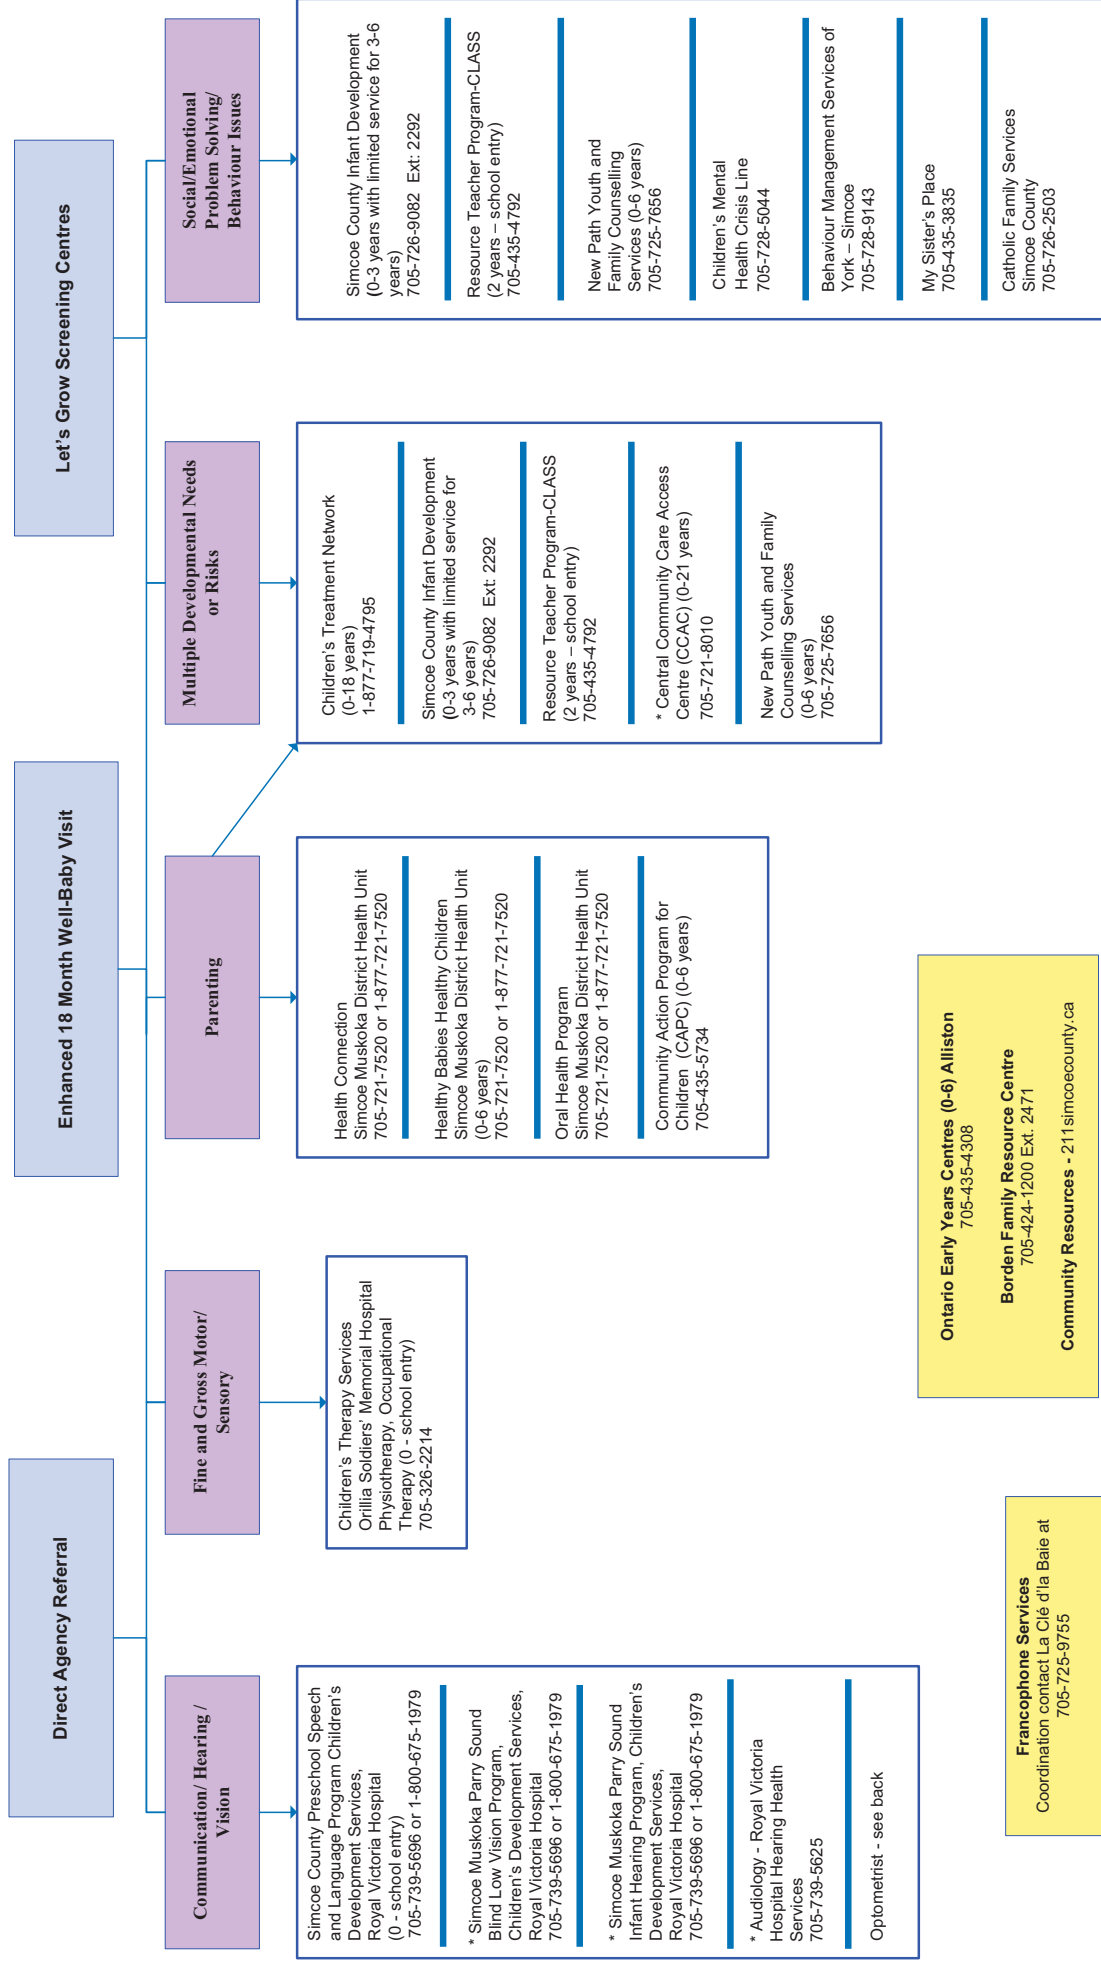 Direct Agency Referral
Enhanced 18 Month Well-Baby Visit
Let's Grow Screening Centres
Communication/ Hearing /
Vision
Fine and Gross Motor/
Sensory
Parenting
Multiple Developmental Needs
or Risks
Social/Emotional
Problem Solving/
Behaviour Issues
Simcoe County Preschool Speech
and Language Program Children's
Development Services,
Royal Victoria Hospital
(0 - school entry)
705-739-5696 or 1-800-675-1979
* Simcoe Muskoka Parry Sound
Blind Low Vision Program,
Children's Development Services,
Royal Victoria Hospital
705-739-5696 or 1-800-675-1979
* Simcoe Muskoka Parry Sound
Infant Hearing Program, Children's
Development Services,
Royal Victoria Hospital
705-739-5696 or 1-800-675-1979
* Audiology - Royal Victoria
Hospital Hearing Health
Services
705-739-5625
Optometrist - see back
Children's Therapy Services
Orillia Soldiers' Memorial Hospital
Physiotherapy, Occupational
Therapy (0 - school entry)
705-326-2214
Health Connection
Simcoe Muskoka District Health Unit
705-721-7520 or 1-877-721-7520
Healthy Babies Healthy Children
Simcoe Muskoka District Health Unit
(0-6 years)
705-721-7520 or 1-877-721-7520
Oral Health Program
Simcoe Muskoka District Health Unit
705-721-7520 or 1-877-721-7520
Community Action Program for
Children (CAPC) (0-6 years)
705-435-5734
Children's Treatment Network
(0-18 years)
1-877-719-4795
Simcoe County Infant Development
(0-3 years with limited service for
3-6 years)
705-726-9082 Ext: 2292
Resource Teacher Program-CLASS
(2 years – school entry)
705-435-4792
* Central Community Care Access
Centre (CCAC) (0-21 years)
705-721-8010
New Path Youth and Family
Counselling Services
(0-6 years)
705-725-7656
Simcoe County Infant Development
(0-3 years with limited service for 3-6
years)
705-726-9082 Ext: 2292
Resource Teacher Program-CLASS
(2 years – school entry)
705-435-4792
New Path Youth and
Family Counselling
Services (0-6 years)
705-725-7656
Children's Mental
Health Crisis Line
705-728-5044
Behaviour Management Services of
York – Simcoe
705-728-9143
My Sister's Place
705-435-3835
Catholic Family Services
Simcoe County
705-726-2503
Francophone Services
Coordination contact La Clé d'la Baie at
705-725-9755
Ontario Early Years Centres (0-6) Alliston
705-435-4308
Borden Family Resource Centre
705-424-1200 Ext. 2471
Community Resources - 211simcoecounty.ca